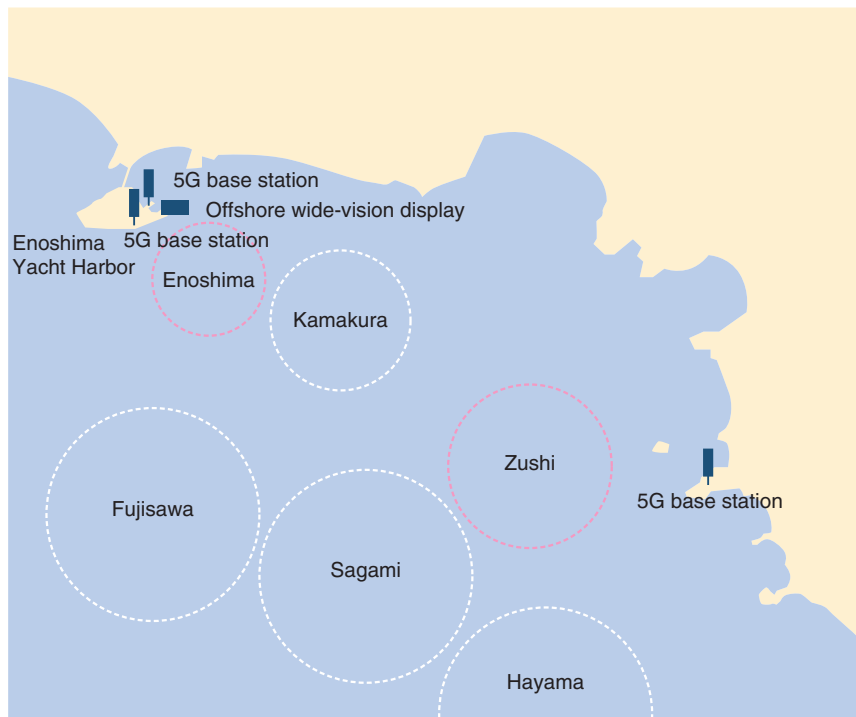 5G base station
Offshore wide-vision display
5G base station
Enoshima
Yacht Harbor
Enoshima
Kamakura
Zushi
5G base station
Fujisawa
Sagami
Hayama